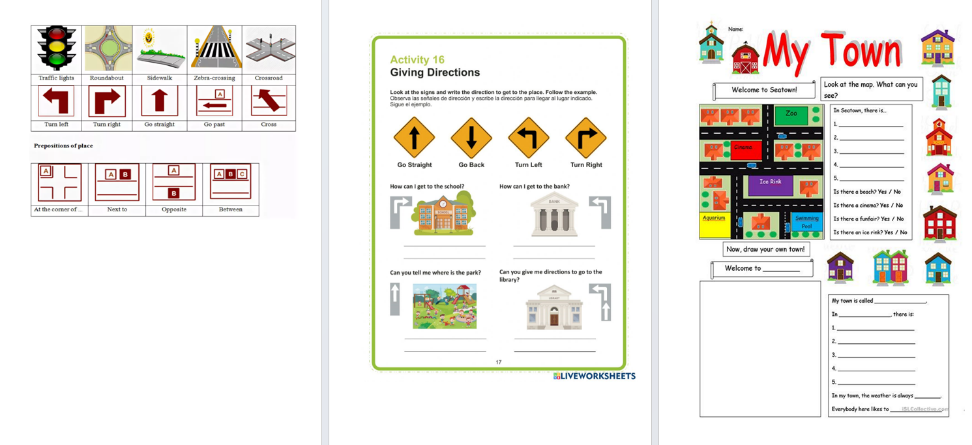 Traffic lights Roundabout Sidewalk Zebra-crossing Crossroad
Turn left Turn right Go straight Go past Cross
Prepositions of place
A A B A A B C
B
At the corner of ... Next to Opposite Between
Activity 16
Giving Directions
Look at the signs and write the direction to get to the place. Follow the example.
Observa las señales de dirección y escribe la dirección para llegar al lugar indicado.
Sigue el ejemplo.
Go Straight Go Back Turn Left Turn Right
How can I get to the school? How can I get to the bank?
Can you tell me where is the park? Can you give me directions to go to the
library?
17
LIVEWORKSHEETS
Name:
My Town
Welcome to Seatown!
Look at the map. What can you
see?
Zoo
Cinema
Ice Rink
Aquarium
Swimming
Pool
In Seatown, there is...
1.
2.
3.
4.
5.
Is there a beach? Yes / No
Is there a cinema? Yes / No
Is there a funfair? Yes / No
Is there an ice rink? Yes / No
Now, draw your own town!
Welcome to ________
My town is called ____________.
In ____________, there is:
1.
2.
3.
4.
5.
In my town, the weather is always ______.
Everybody here likes to ____________
iSLCollective.com